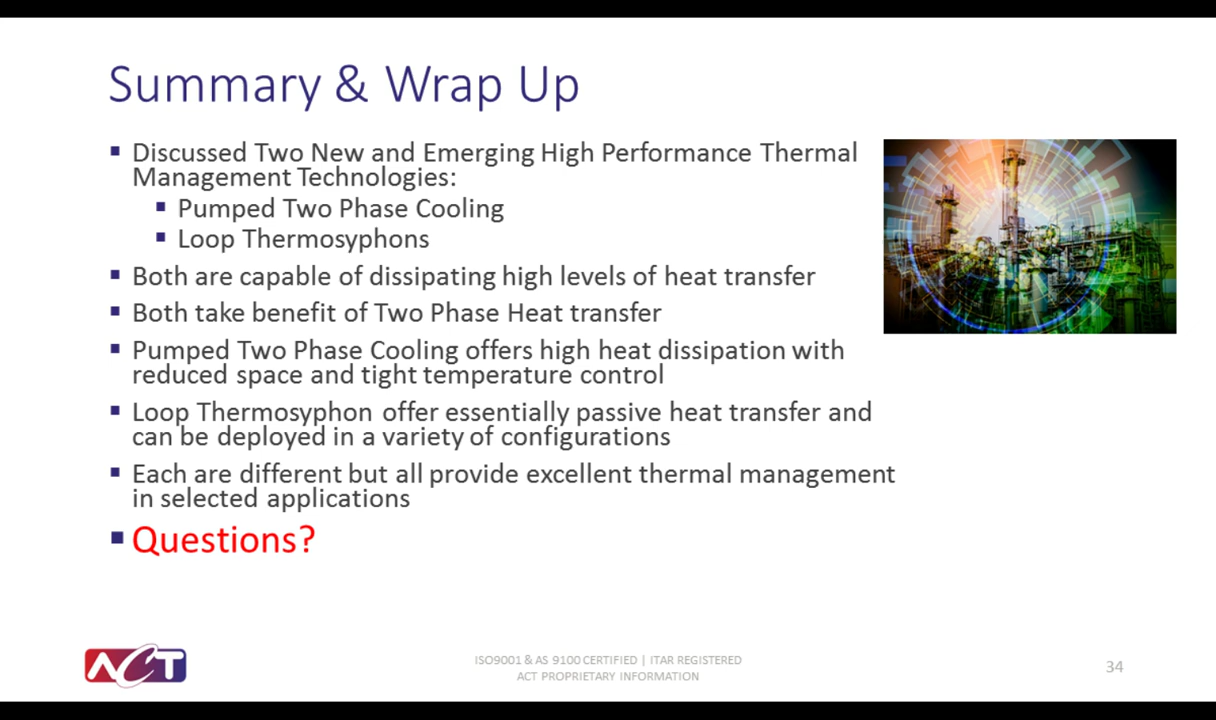 Summary & Wrap Up
▪ Discussed Two New and Emerging High Performance Thermal
Management Technologies:
▪ Pumped Two Phase Cooling
▪ Loop Thermosyphons
▪ Both are capable of dissipating high levels of heat transfer
▪ Both take benefit of Two Phase Heat transfer
▪ Pumped Two Phase Cooling offers high heat dissipation with
reduced space and tight temperature control
▪ Loop Thermosyphon offer essentially passive heat transfer and
can be deployed in a variety of configurations
▪ Each are different but all provide excellent thermal management
in selected applications
▪ Questions?
ACT
ISO9001 & AS 9100 CERTIFIED | ITAR REGISTERED
ACT PROPRIETARY INFORMATION
34